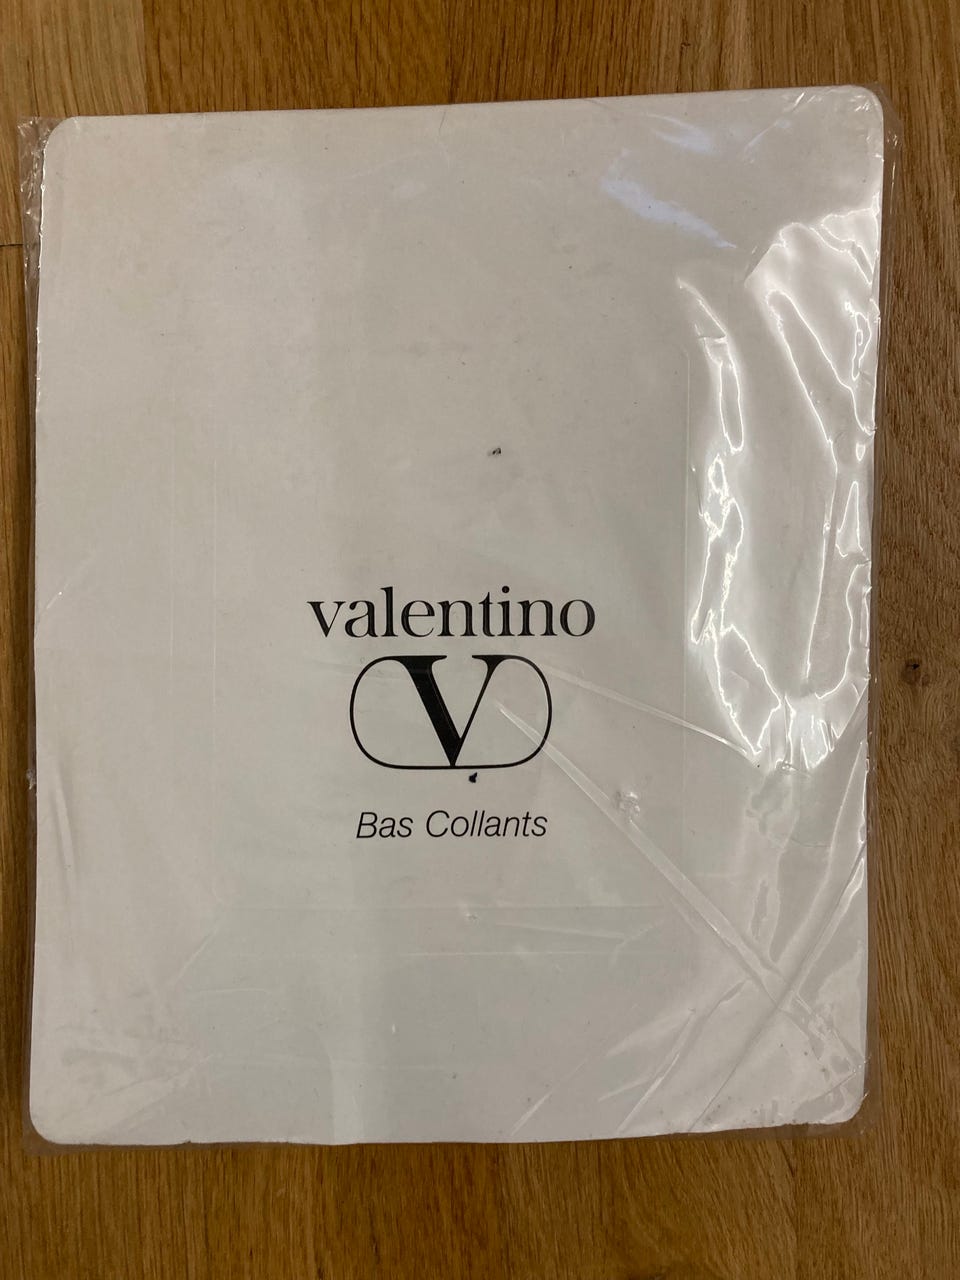 valentino
V
Bas Collants